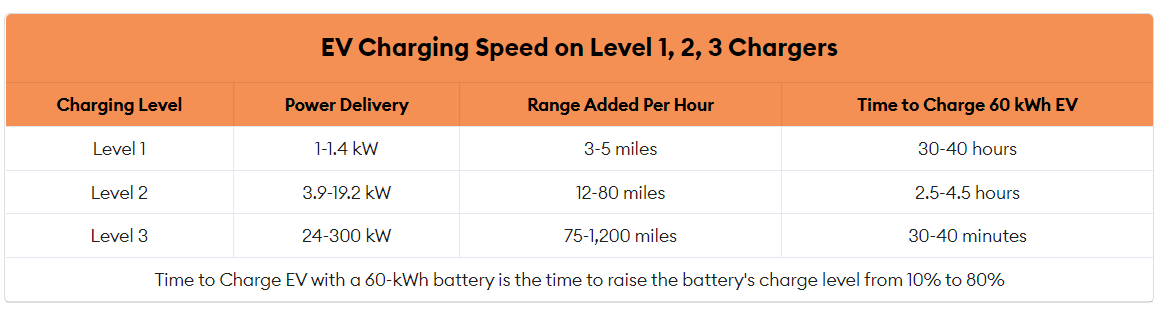 EV Charging Speed on Level 1, 2, 3 Chargers
Charging Level Power Delivery Range Added Per Hour Time to Charge 60 kWh EV
Level 1 1-1.4 kW 3-5 miles 30-40 hours
Level 2 3.9-19.2 kW 12-80 miles 2.5-4.5 hours
Level 3 24-300 kW 75-1,200 miles 30-40 minutes
Time to Charge EV with a 60-kWh battery is the time to raise the battery's charge level from 10% to 80%